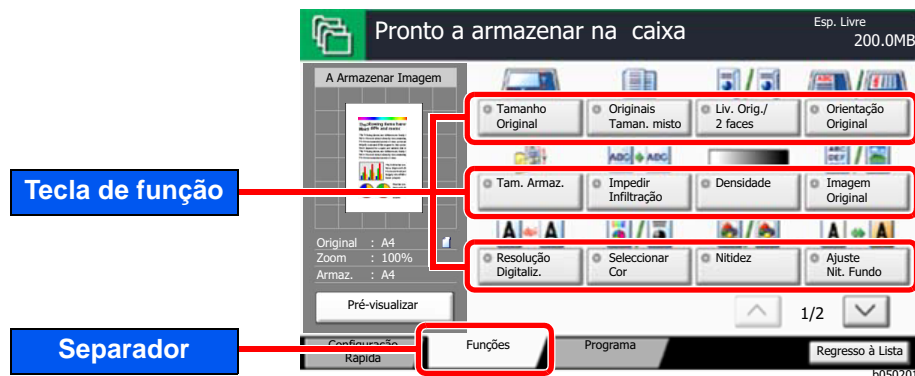 Pronto a armazenar na caixa
Esp. Livre
200.0MB
A Armazenar Imagem
Tamanho
Original
Originais
Taman. misto
Liv. Orig./
2 faces
Orientação
Original
Tecla de função
Tam. Armaz.
Impedir
Infiltração
Densidade
Imagem
Original
Original : A4
Zoom : 100%
Armaz. : A4
Resolução
Digitaliz.
Seleccionar
Cor
Nitidez
Ajuste
Nit. Fundo
Pré-visualizar
1/2
Separador
Configuração
Rápida
Funções
Programa
Regresso à Lista
b050201